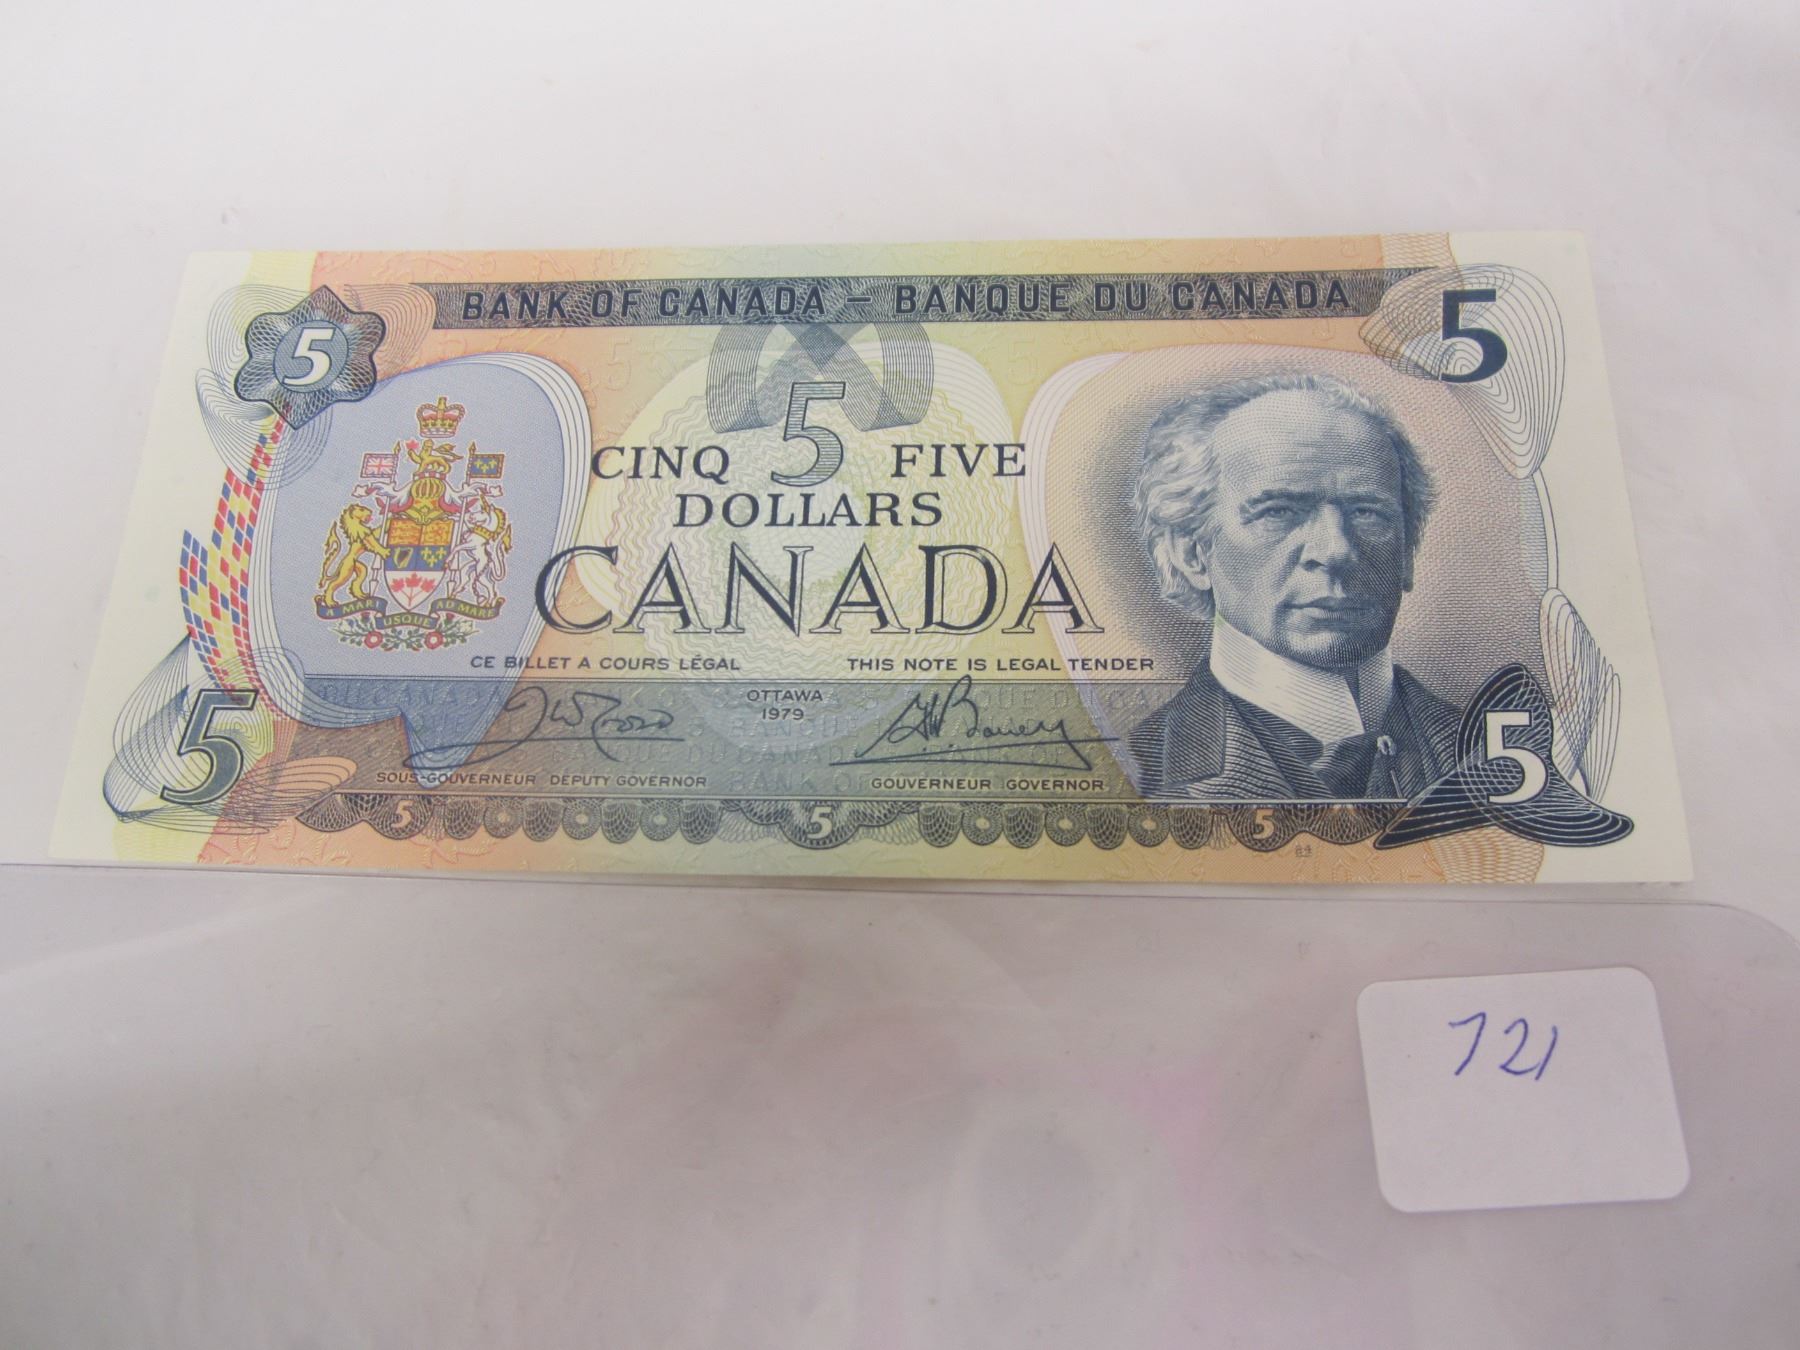 BANK OF CANADA – BANQUE DU CANADA
5
5
5
CINQ FIVE
DOLLARS
CANADA
A MARI USQUE AD MARE
CE BILLET A COURS LÉGAL
THIS NOTE IS LEGAL TENDER
OTTAWA
1979
SOUS-GOUVERNEUR DEPUTY GOVERNOR
GOUVERNEUR GOVERNOR
5
5
5
5
5
721